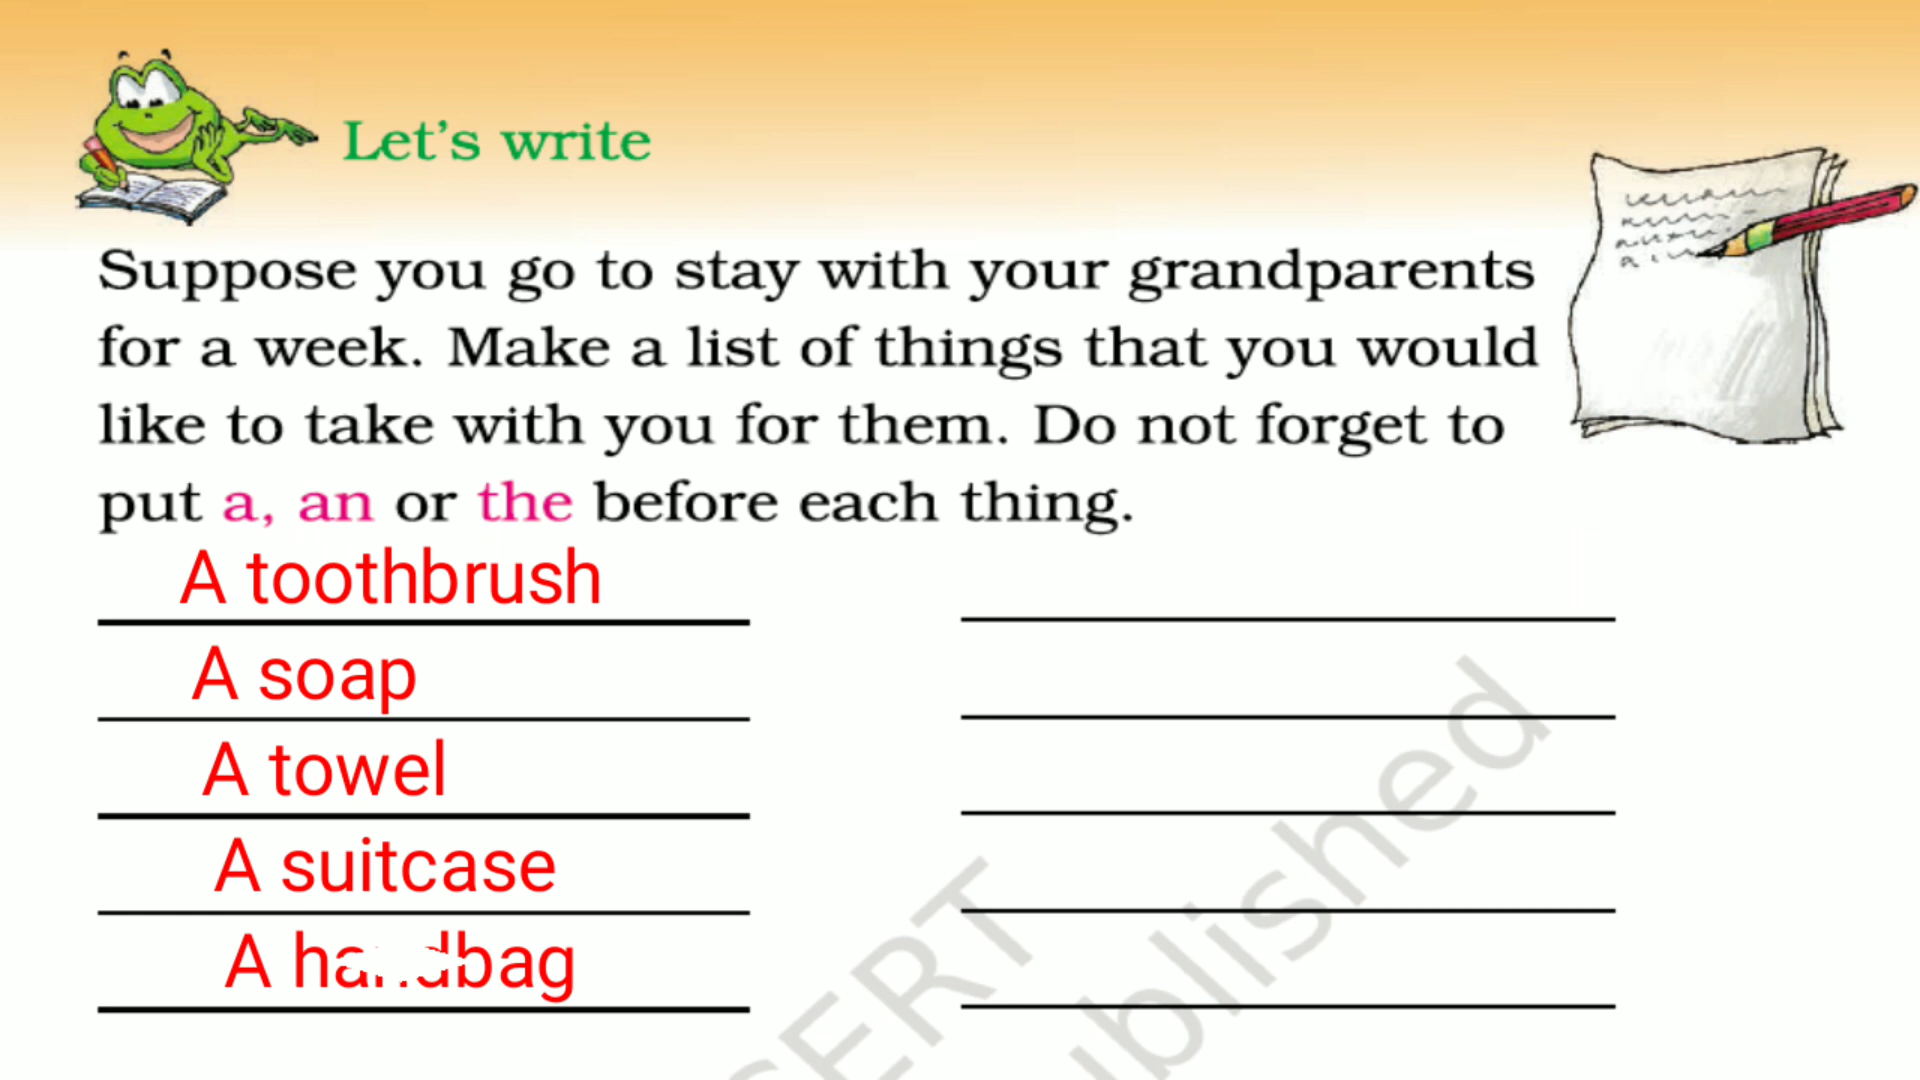 Let's write
Suppose you go to stay with your grandparents
for a week. Make a list of things that you would
like to take with you for them. Do not forget to
put a, an or the before each thing.
A toothbrush
A soap
A towel
A suitcase
A handbag